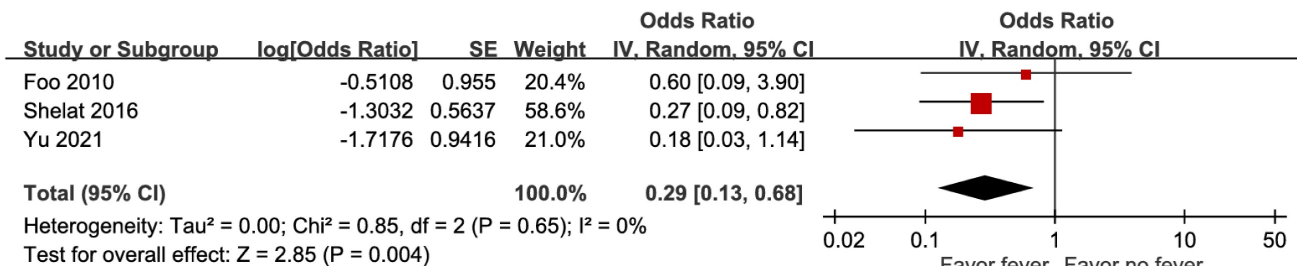 Odds Ratio Odds Ratio
Study or Subgroup log[Odds Ratio] SE Weight IV, Random, 95% CI IV, Random, 95% CI
Foo 2010 -0.5108 0.955 20.4% 0.60 [0.09, 3.90]
Shelat 2016 -1.3032 0.5637 58.6% 0.27 [0.09, 0.82]
Yu 2021 -1.7176 0.9416 21.0% 0.18 [0.03, 1.14]
Total (95% CI) 100.0% 0.29 [0.13, 0.68]
Heterogeneity: Tau² = 0.00; Chi² = 0.85, df = 2 (P = 0.65); I² = 0%
0.02 0.1 1 10 50
Test for overall effect: Z = 2.85 (P = 0.004)
Favor fever Favor no fever